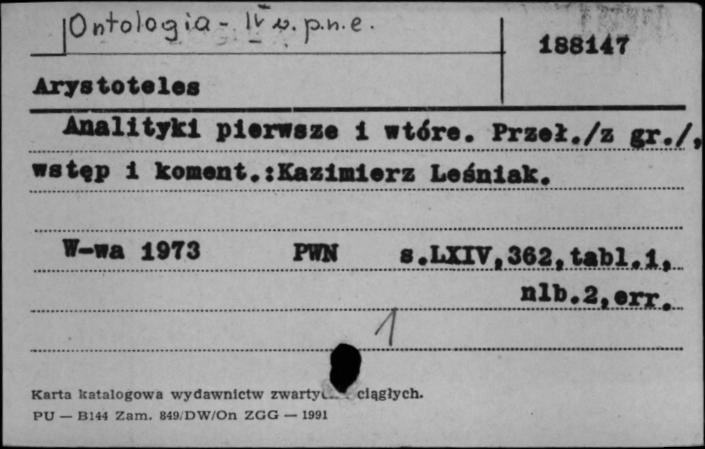 Ontologia - IV w. p.n.e.
188147
Arystoteles
Analityki pierwsze i wtóre. Przeł./z gr./,
wstęp i koment.:Kazimierz Leśniak.
W-wa 1973 PWN s.LXIV,362,tabl.1,
nlb.2,err.
1
Karta katalogowa wydawnictw ciągłych.
PU — B144 Zam. 849/DW/On ZGG — 1991